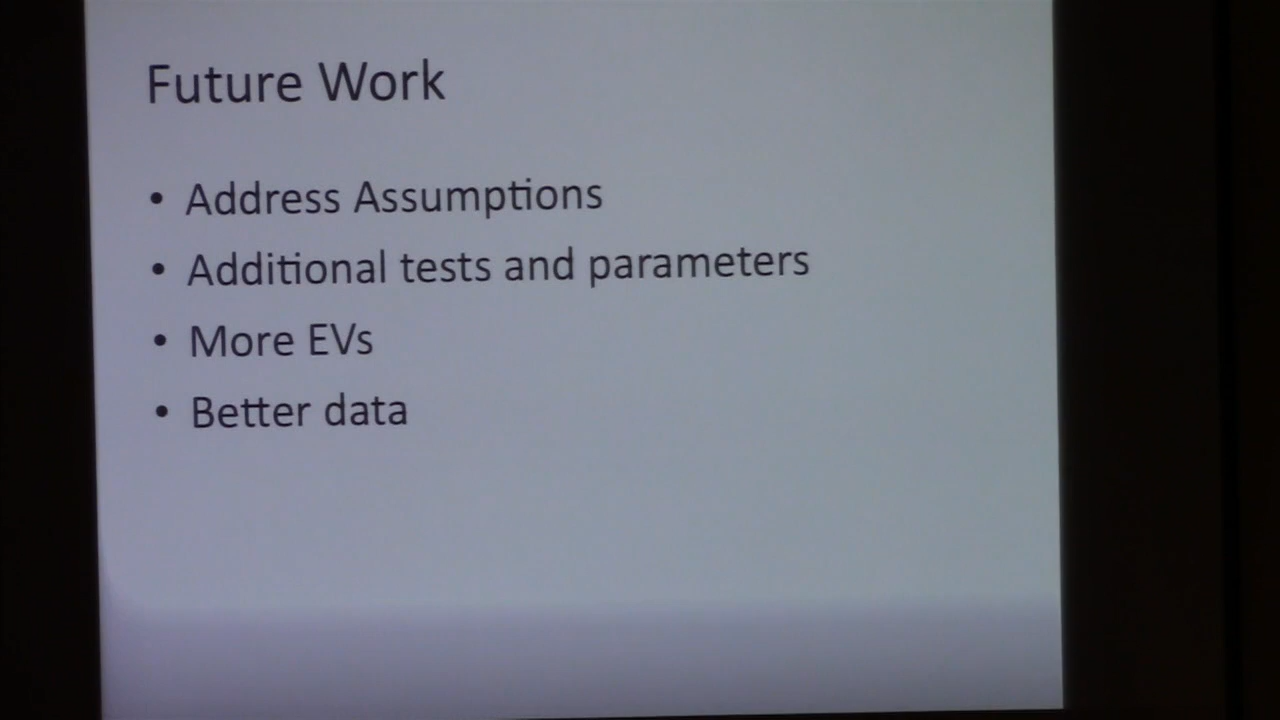 Future Work
• Address Assumptions
• Additional tests and parameters
• More EVs
• Better data